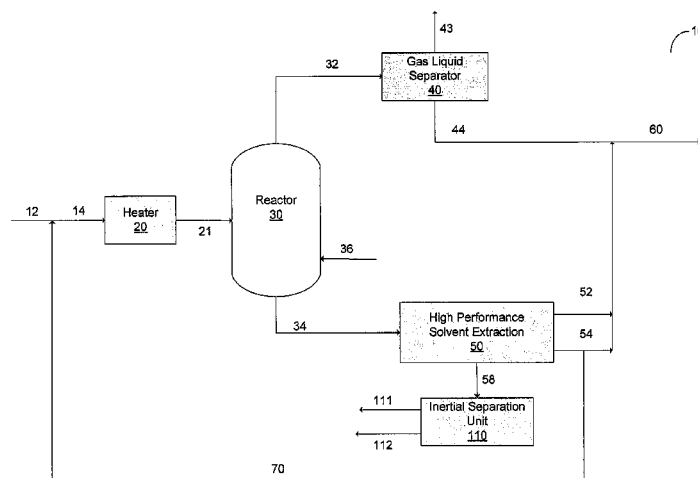 43
Gas Liquid
Separator
40
32
44
60
12
14
Heater
20
21
Reactor
30
36
34
High Performance
Solvent Extraction
50
52
54
58
Inertial Separation
Unit
110
111
112
70